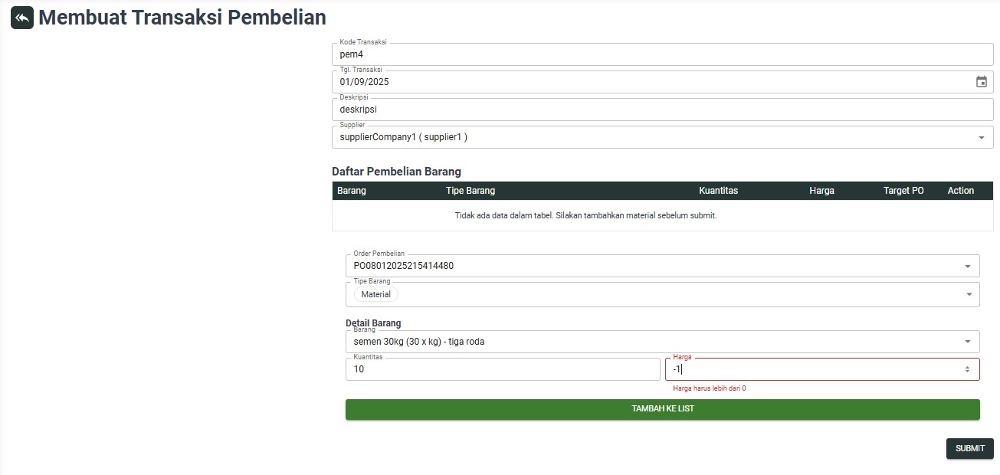 Membuat Transaksi Pembelian
Kode Transaksi
pem4
Tgl. Transaksi
01/09/2025
Deskripsi
deskripsi
Supplier
supplierCompany1 ( supplier1 )
Daftar Pembelian Barang
Barang Tipe Barang Kuantitas Harga Target PO Action
Tidak ada data dalam tabel. Silakan tambahkan material sebelum submit.
Order Pembelian
PO08012025215414480
Tipe Barang
Material
Detail Barang
Barang
semen 30kg (30 x kg) - tiga roda
Kuantitas Harga
10 -1
Harga harus lebih dari 0
TAMBAH KE LIST
SUBMIT